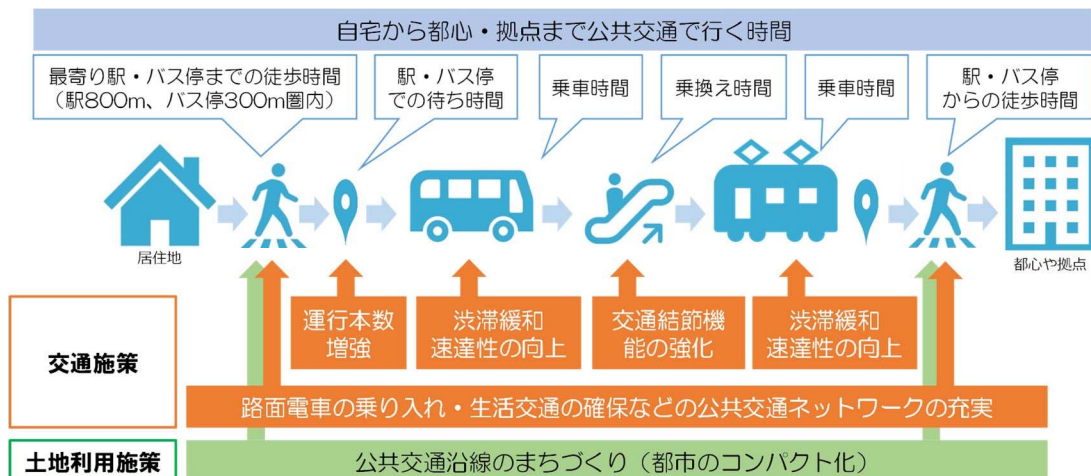 自宅から都心・拠点まで公共交通で行く時間
最寄り駅・バス停までの徒歩時間
（駅800m、バス停300m圏内）
駅・バス停
での待ち時間
乗車時間
乗換え時間
乗車時間
駅・バス停
からの徒歩時間
居住地
都心や拠点
交通施策
運行本数
増強
渋滞緩和
速達性の向上
交通結節機
能の強化
渋滞緩和
速達性の向上
路面電車の乗り入れ・生活交通の確保などの公共交通ネットワークの充実
土地利用施策
公共交通沿線のまちづくり（都市のコンパクト化）